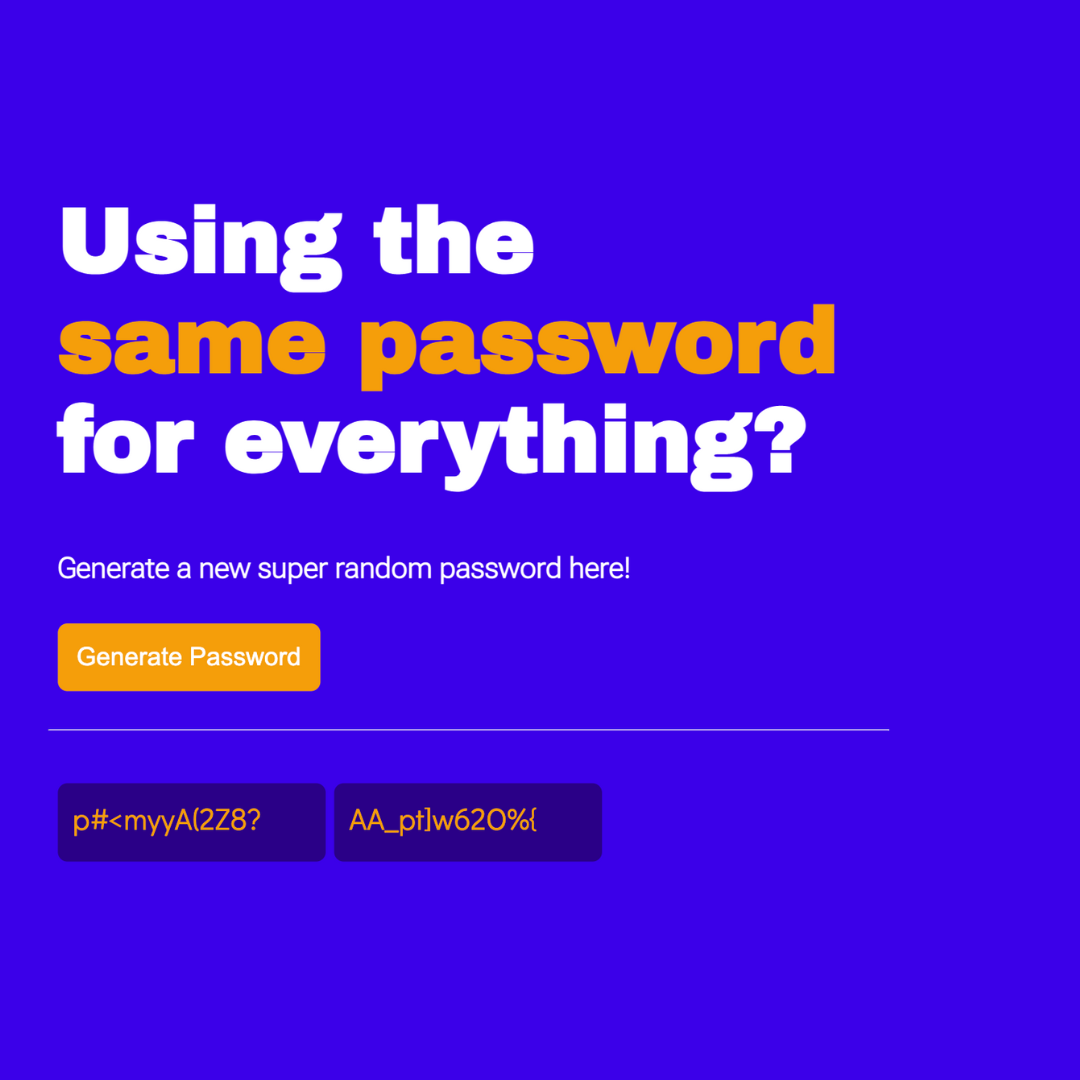 Using the
same password
for everything?
Generate a new super random password here!
Generate Password
p#<myyA(2Z8?
AA_pt]w62O%{